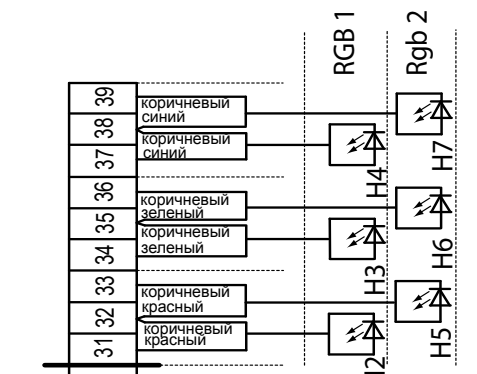 RGB 1
Rgb 2
39
коричневый
синий
H7
38
коричневый
синий
37
H4
36
коричневый
зеленый
H6
35
коричневый
зеленый
34
H3
33
коричневый
красный
H5
32
коричневый
красный
31